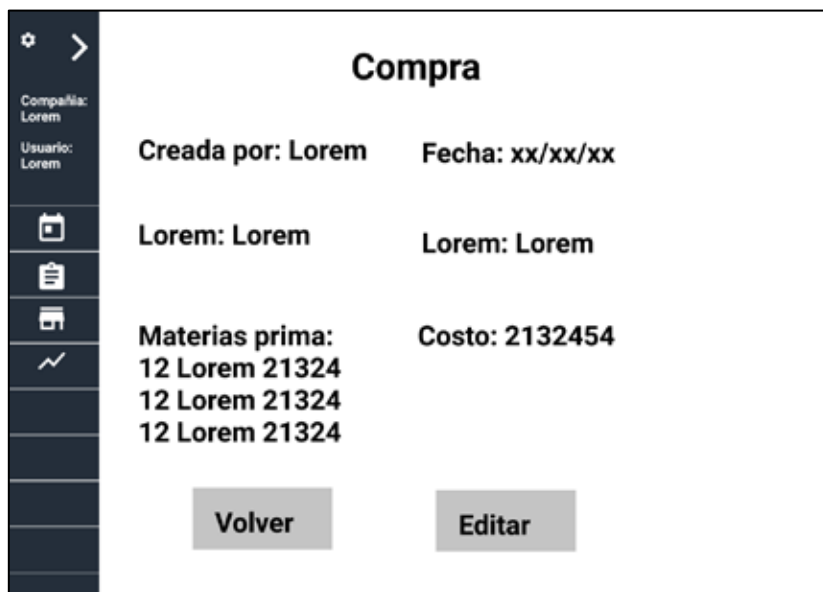 Compañia:
Lorem
Usuario:
Lorem
Compra
Creada por: Lorem
Fecha: xx/xx/xx
Lorem: Lorem
Lorem: Lorem
Materias prima:
12 Lorem 21324
12 Lorem 21324
12 Lorem 21324
Costo: 2132454
Volver
Editar